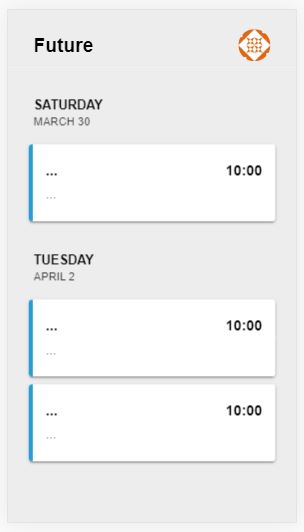 Future
SATURDAY
MARCH 30
... 10:00
...
TUESDAY
APRIL 2
... 10:00
...
... 10:00
...